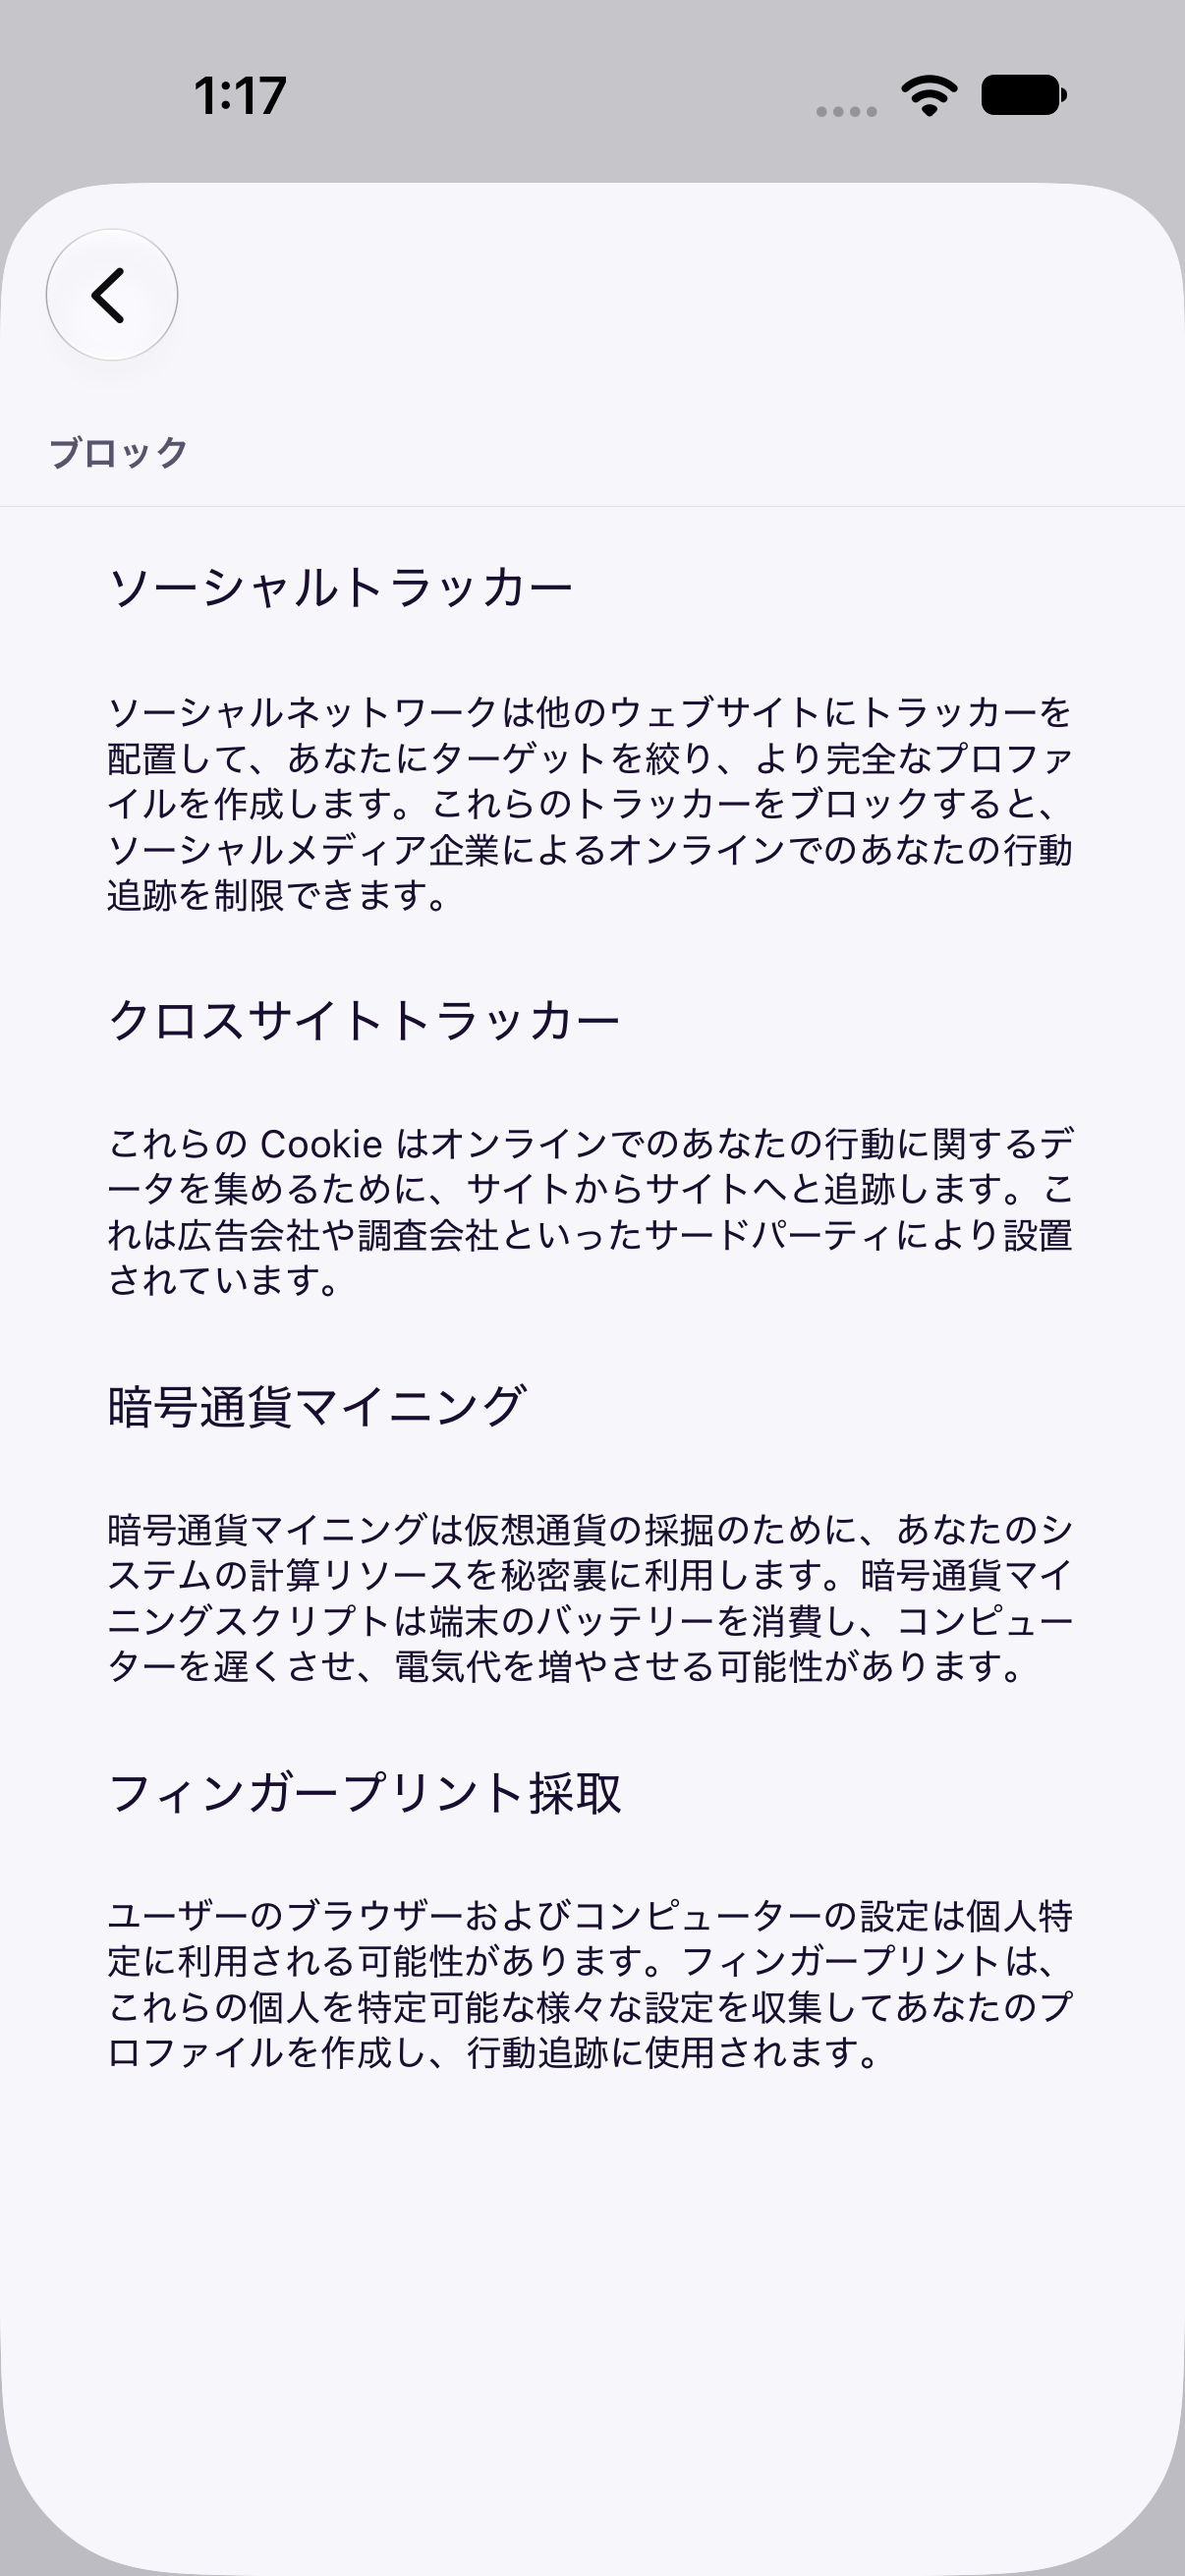 1:17
ブロック
ソーシャルトラッカー
ソーシャルネットワークは他のウェブサイトにトラッカーを
配置して、あなたにターゲットを絞り、より完全なプロファ
イルを作成します。これらのトラッカーをブロックすると、
ソーシャルメディア企業によるオンラインでのあなたの行動
追跡を制限できます。
クロスサイトトラッカー
これらの Cookie はオンラインでのあなたの行動に関するデ
ータを集めるために、サイトからサイトへと追跡します。こ
れは広告会社や調査会社といったサードパーティにより設置
されています。
暗号通貨マイニング
暗号通貨マイニングは仮想通貨の採掘のために、あなたのシ
ステムの計算リソースを秘密裏に利用します。暗号通貨マイ
ニングスクリプトは端末のバッテリーを消費し、コンピュー
ターを遅くさせ、電気代を増やさせる可能性があります。
フィンガープリント採取
ユーザーのブラウザーおよびコンピューターの設定は個人特
定に利用される可能性があります。フィンガープリントは、
これらの個人を特定可能な様々な設定を収集してあなたのプ
ロファイルを作成し、行動追跡に使用されます。